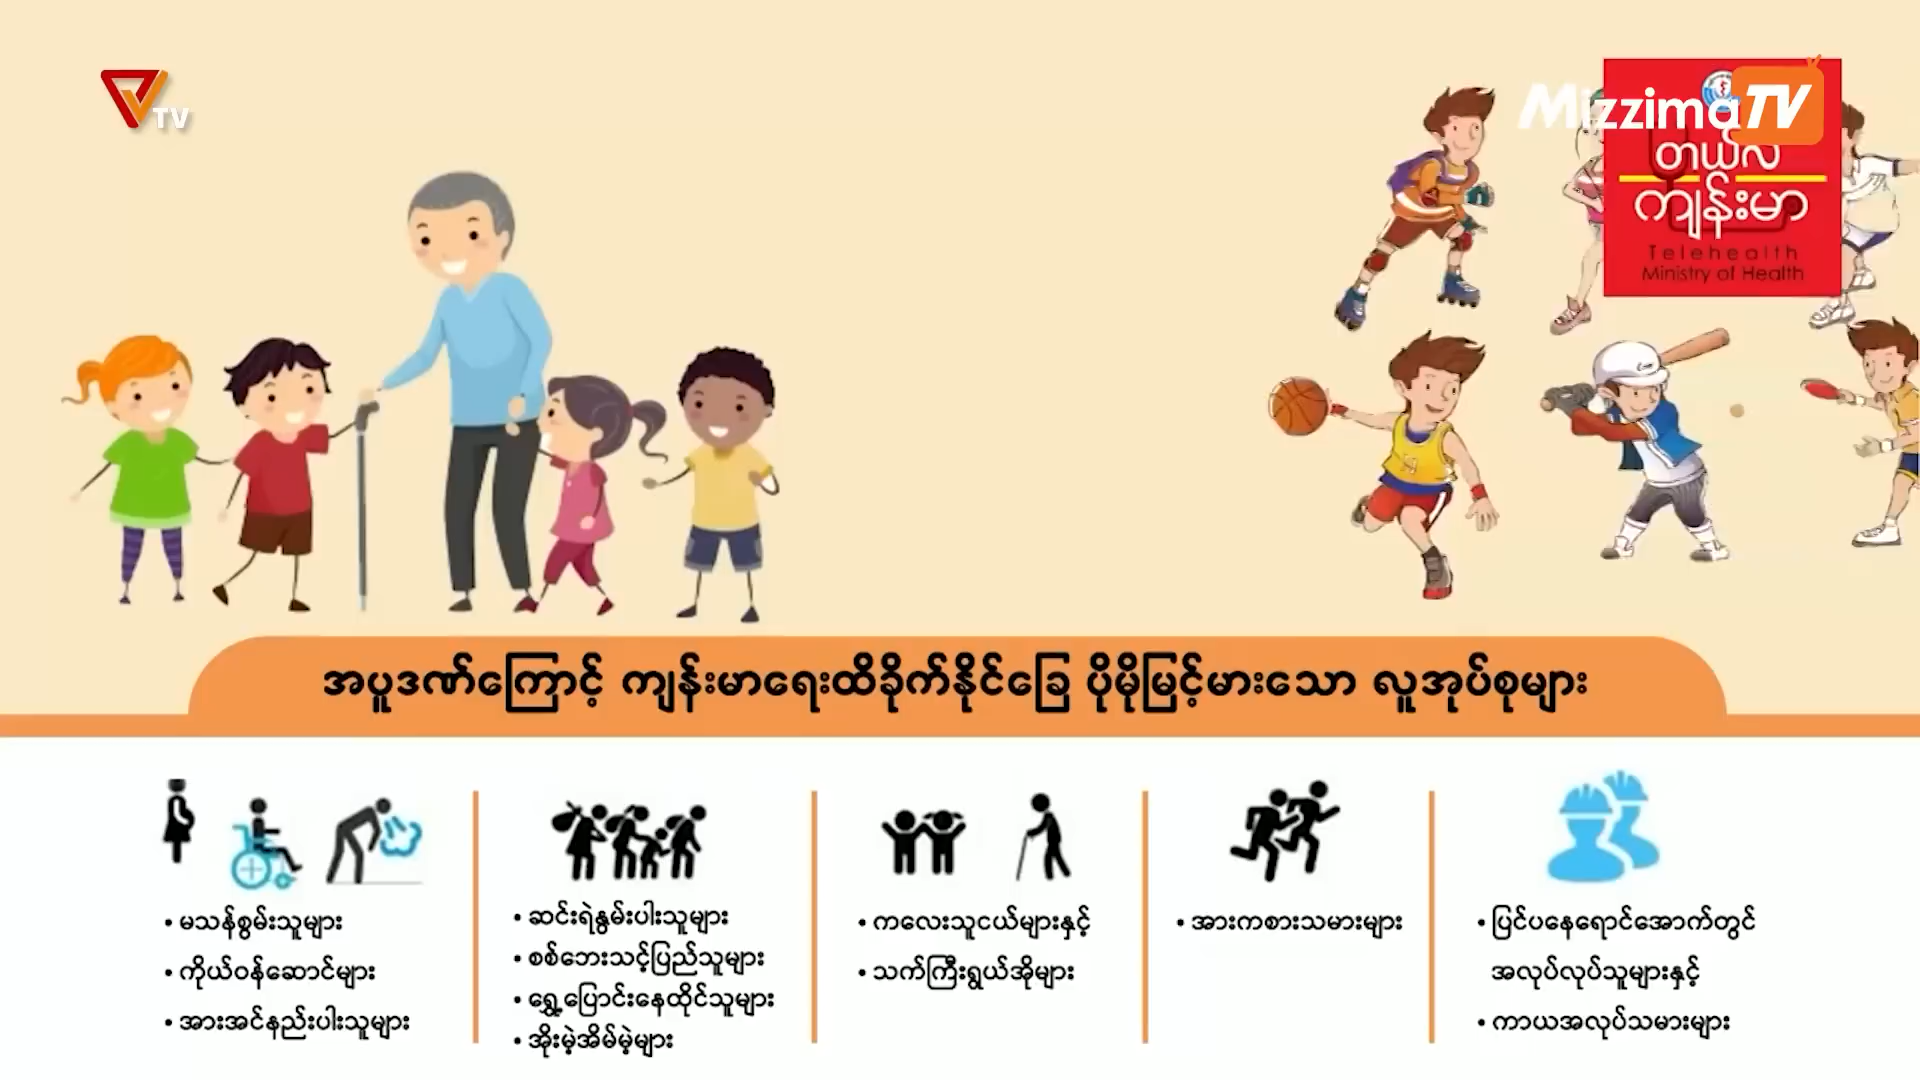 TV
Mizzima TV
တယ်လီ
ကျန်းမာ
Telehealth
Ministry of Health
အပူဒဏ်ကြောင့် ကျန်းမာရေးထိခိုက်နိုင်ခြေ ပိုမိုမြင့်မားသော လူအုပ်စုများ
• မသန်စွမ်းသူများ
• ကိုယ်ဝန်ဆောင်များ
• အားအင်နည်းပါးသူများ
• ဆင်းရဲနွမ်းပါးသူများ
• စစ်ဘေးသင့်ပြည်သူများ
• ရွှေ့ပြောင်းနေထိုင်သူများ
• အိုးမဲ့အိမ်မဲ့များ
• ကလေးသူငယ်များနှင့်
• သက်ကြီးရွယ်အိုများ
• အားကစားသမားများ
• ပြင်ပနေရောင်အောက်တွင်
အလုပ်လုပ်သူများနှင့်
• ကာယအလုပ်သမားများ